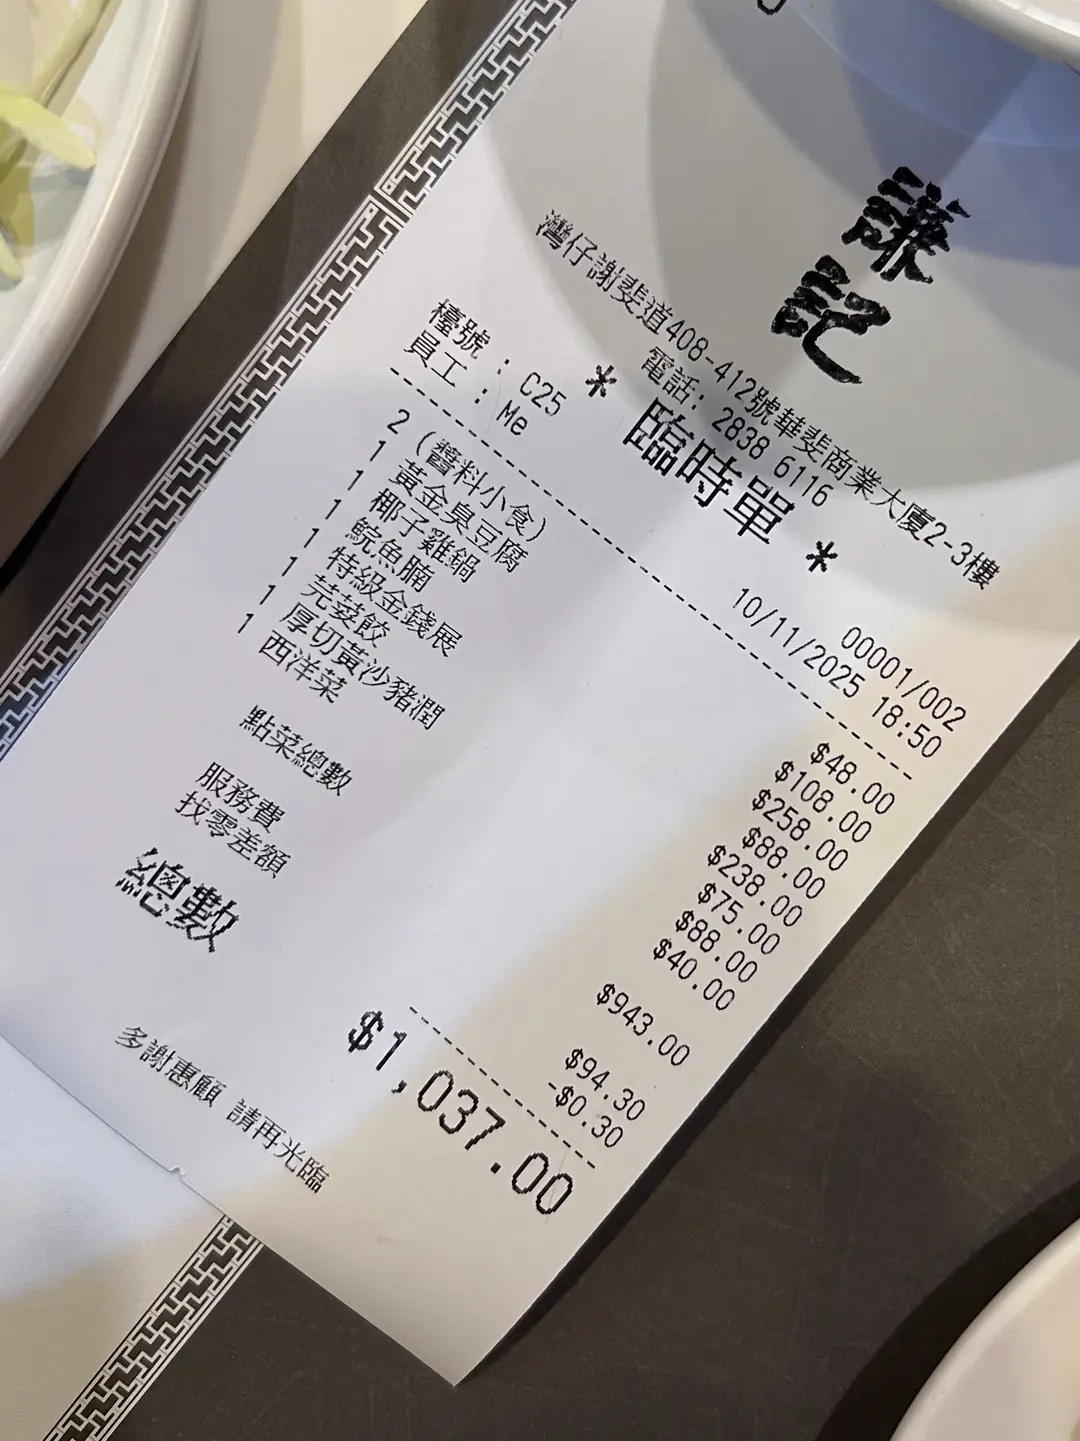 謙記
灣仔謝斐道408-412號華斐商業大廈2-3樓
電話: 2838 6116
* 臨時單 *
檯號 : C25 00001/002
員工 : Me 10/11/2025 18:50
2 (醬料小食) $48.00
1 黃金臭豆腐 $108.00
1 椰子雞鍋 $258.00
1 鯇魚腩 $88.00
1 特級金錢展 $238.00
1 芫荽餃 $75.00
1 厚切黃沙豬潤 $88.00
1 西洋菜 $40.00
點菜總數 $943.00
服務費 $94.30
找零差額 -$0.30
總數 $1,037.00
多謝惠顧 請再光臨